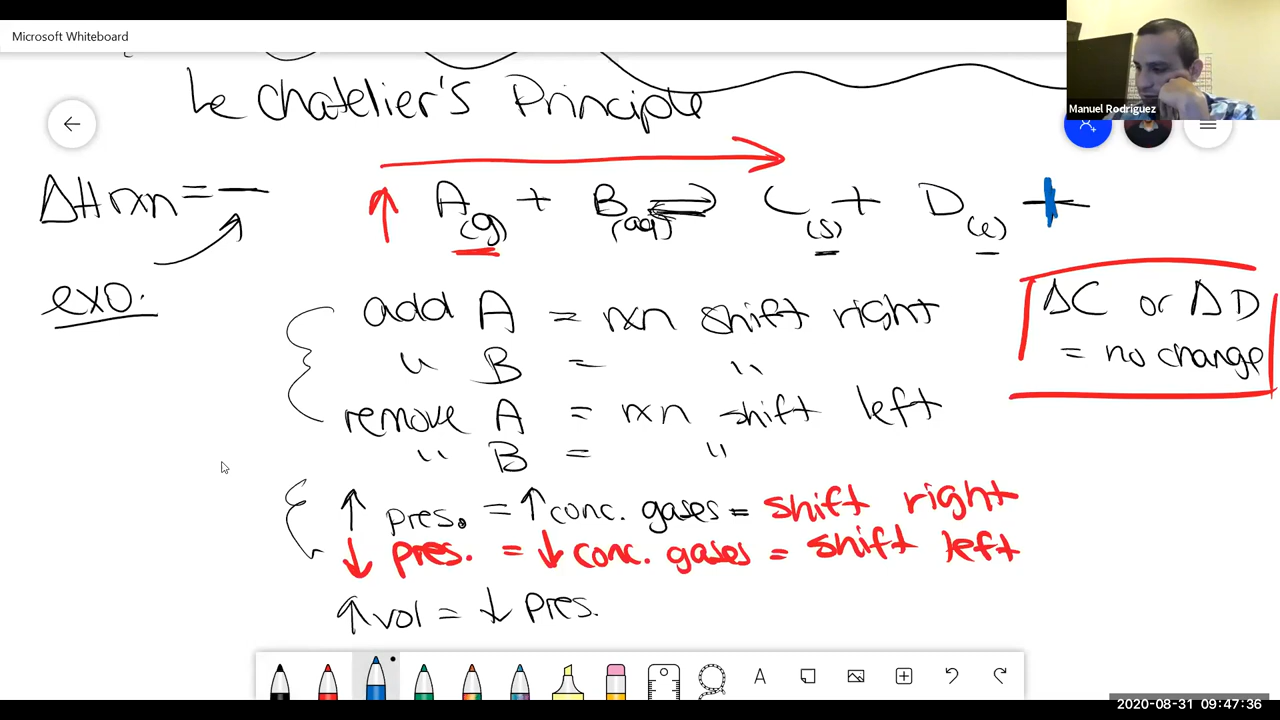 Microsoft Whiteboard
Manuel Rodriguez
Le Chatelier's Principle
ΔHrxn = −
↑ A(g) + B(aq) ⇌ C(s) + D(ℓ) +
exo.
add A = rxn shift right
" B = "
remove A = rxn shift left
" B = "
ΔC or ΔD
= no change
↑ pres. = ↑ conc. gases = shift right
↓ pres. = ↓ conc. gases = shift left
↑ vol = ↓ pres.
A
2020-08-31 09:47:36